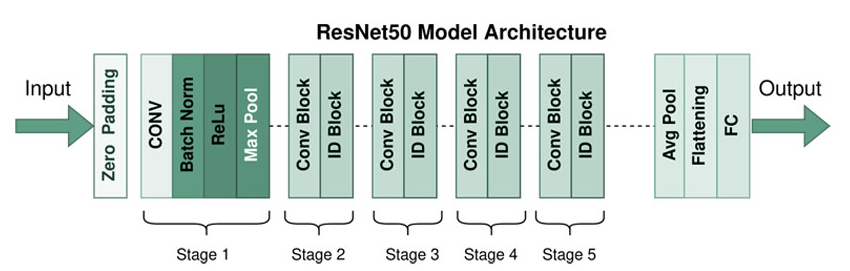 ResNet50 Model Architecture
Input
Zero Padding
CONV
Batch Norm
ReLu
Max Pool
Conv Block
ID Block
Conv Block
ID Block
Conv Block
ID Block
Conv Block
ID Block
Avg Pool
Flattening
FC
Output
Stage 1
Stage 2
Stage 3
Stage 4
Stage 5